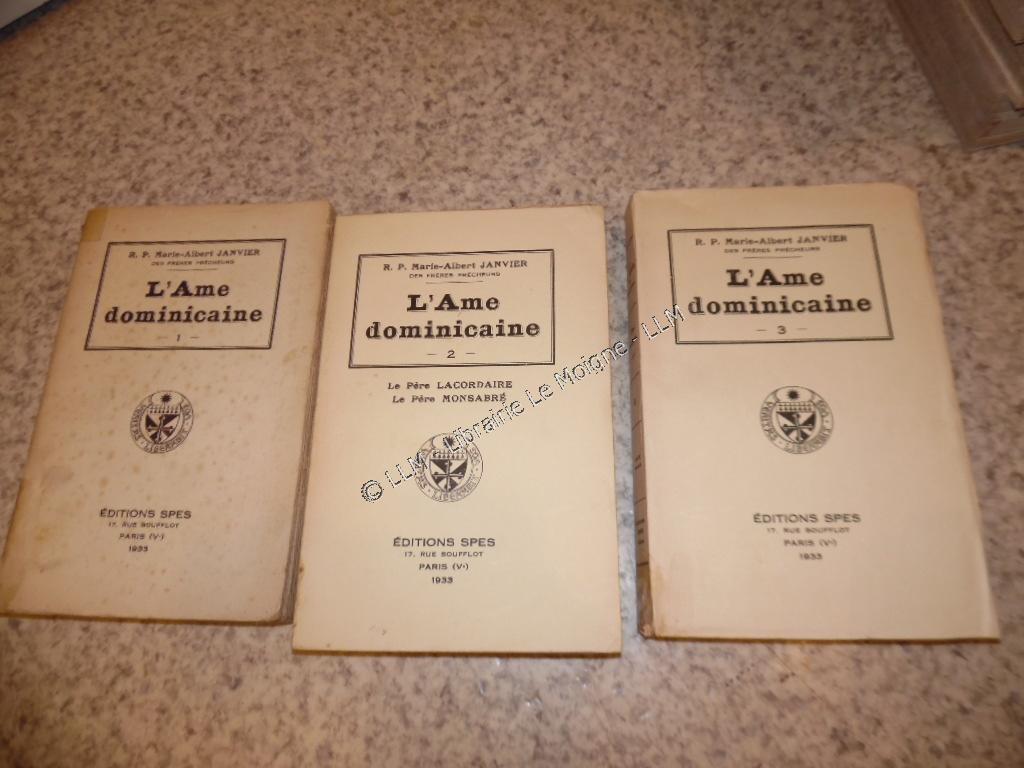 R. P. Marie-Albert JANVIER
DES FRÈRES PRÊCHEURS
L'Ame
dominicaine
— 1 —
ÉDITIONS SPES
17, RUE SOUFFLOT
PARIS (Vᵉ)
1933
R. P. Marie-Albert JANVIER
DES FRÈRES PRÊCHEURS
L'Ame
dominicaine
— 2 —
Le Père LACORDAIRE
Le Père MONSABRÉ
ÉDITIONS SPES
17, RUE SOUFFLOT
PARIS (Vᵉ)
1933
R. P. Marie-Albert JANVIER
DES FRÈRES PRÊCHEURS
L'Ame
dominicaine
— 3 —
ÉDITIONS SPES
17, RUE SOUFFLOT
PARIS (Vᵉ)
1933
© LLM - Librairie Le Moigne - LLM